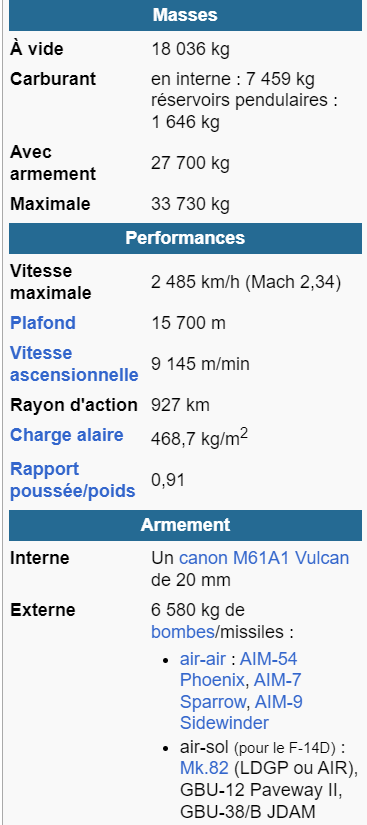 Masses
À vide 18 036 kg
Carburant en interne : 7 459 kg
réservoirs pendulaires :
1 646 kg
Avec
armement 27 700 kg
Maximale 33 730 kg
Performances
Vitesse
maximale 2 485 km/h (Mach 2,34)
Plafond 15 700 m
Vitesse
ascensionnelle 9 145 m/min
Rayon d'action 927 km
Charge alaire 468,7 kg/m²
Rapport
poussée/poids 0,91
Armement
Interne Un canon M61A1 Vulcan
de 20 mm
Externe 6 580 kg de
bombes/missiles :
• air-air : AIM-54
Phoenix, AIM-7
Sparrow, AIM-9
Sidewinder
• air-sol (pour le F-14D) :
Mk.82 (LDGP ou AIR),
GBU-12 Paveway II,
GBU-38/B JDAM